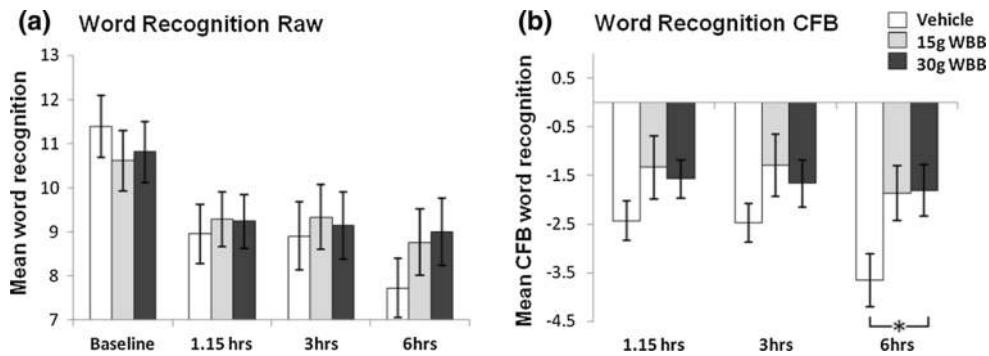 (a) Word Recognition Raw
Mean word recognition
13
12
11
10
9
8
7
Baseline 1.15 hrs 3hrs 6hrs
(b) Word Recognition CFB
Vehicle
15g WBB
30g WBB
Mean CFB word recognition
0.5
-0.5
-1.5
-2.5
-3.5
-4.5
1.15 hrs 3hrs 6hrs
*